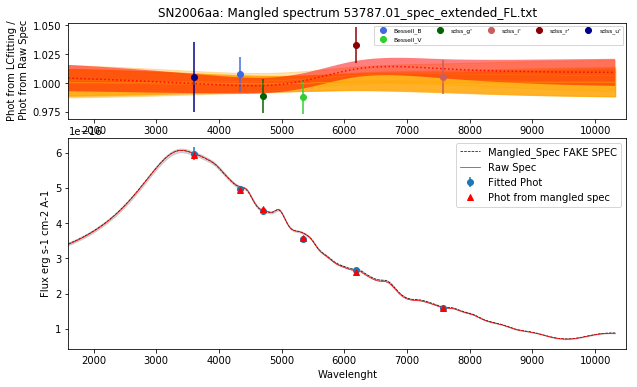 SN2006aa: Mangled spectrum 53787.01_spec_extended_FL.txt
Phot from LCfitting /
Phot from Raw Spec
1.050
1.025
1.000
0.975
Bessell_B
Bessell_V
sdss_g'
sdss_i'
sdss_r'
sdss_u'
2000 3000 4000 5000 6000 7000 8000 9000 10000
1e−16
Flux erg s-1 cm-2 A-1
6
5
4
3
2
1
Mangled_Spec FAKE SPEC
Raw Spec
Fitted Phot
Phot from mangled spec
2000 3000 4000 5000 6000 7000 8000 9000 10000
Wavelenght